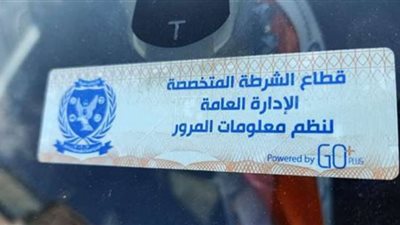 قطاع الشرطة المتخصصة
الإدارة العامة
لنظم معلومات المرور
Powered by GO+ PLUS
T